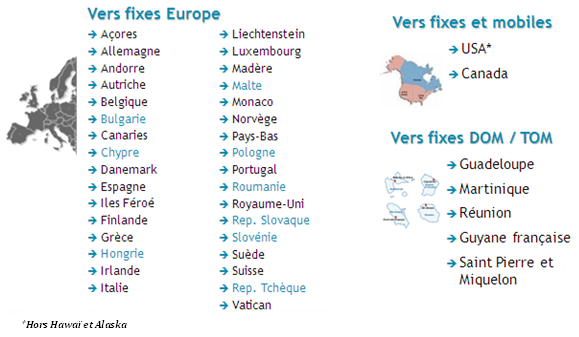 Vers fixes Europe
Açores
Allemagne
Andorre
Autriche
Belgique
Bulgarie
Canaries
Chypre
Danemark
Espagne
Iles Féroé
Finlande
Grèce
Hongrie
Irlande
Italie
Liechtenstein
Luxembourg
Madère
Malte
Monaco
Norvège
Pays-Bas
Pologne
Portugal
Roumanie
Royaume-Uni
Rep. Slovaque
Slovénie
Suède
Suisse
Rep. Tchèque
Vatican
*Hors Hawaï et Alaska
Vers fixes et mobiles
USA*
Canada
Vers fixes DOM / TOM
Guadeloupe
Martinique
Réunion
Guyane française
Saint Pierre et
Miquelon